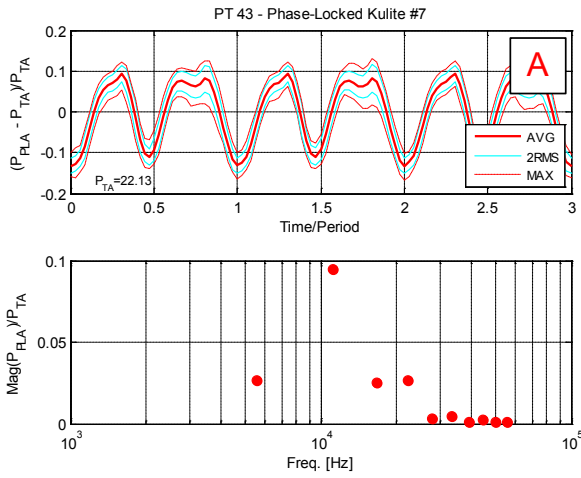 PT 43 - Phase-Locked Kulite #7
(P_PLA - P_TA)/P_TA
0.2
0.1
0
-0.1
-0.2
A
AVG
2RMS
MAX
P_TA=22.13
0 0.5 1 1.5 2 2.5 3
Time/Period
Mag(P_PLA)/P_TA
0.1
0.05
0
10^3 10^4 10^5
Freq. [Hz]